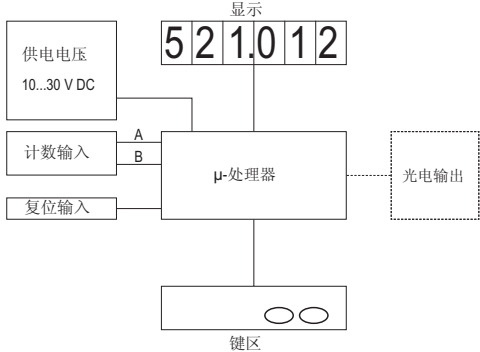 显示
521.012
供电电压
10...30 V DC
A
计数输入
B
μ-处理器
光电输出
复位输入
键区